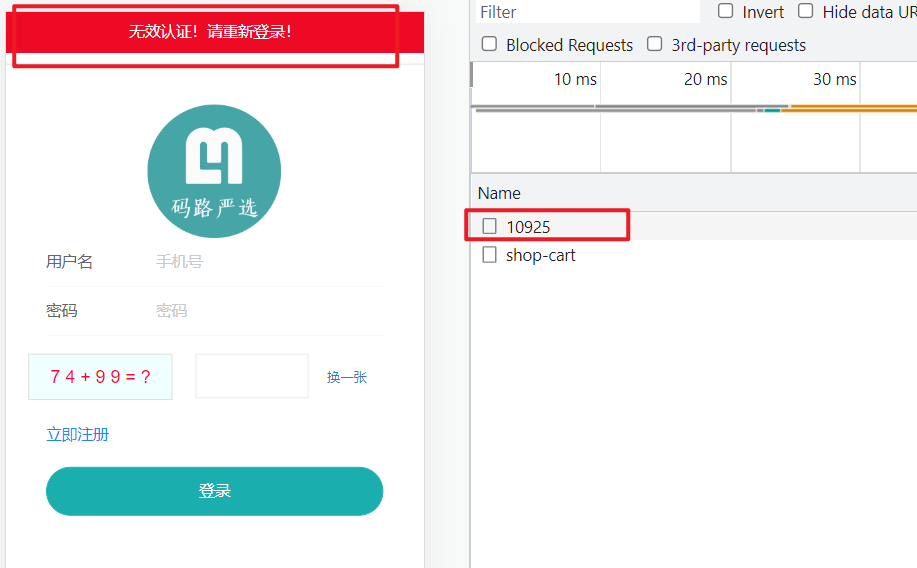 无效认证！请重新登录！
码路严选
用户名 手机号
密码 密码
7 4 + 9 9 = ? 换一张
立即注册
登录
Filter Invert Hide data UR
Blocked Requests 3rd-party requests
10 ms 20 ms 30 ms
Name
10925
shop-cart